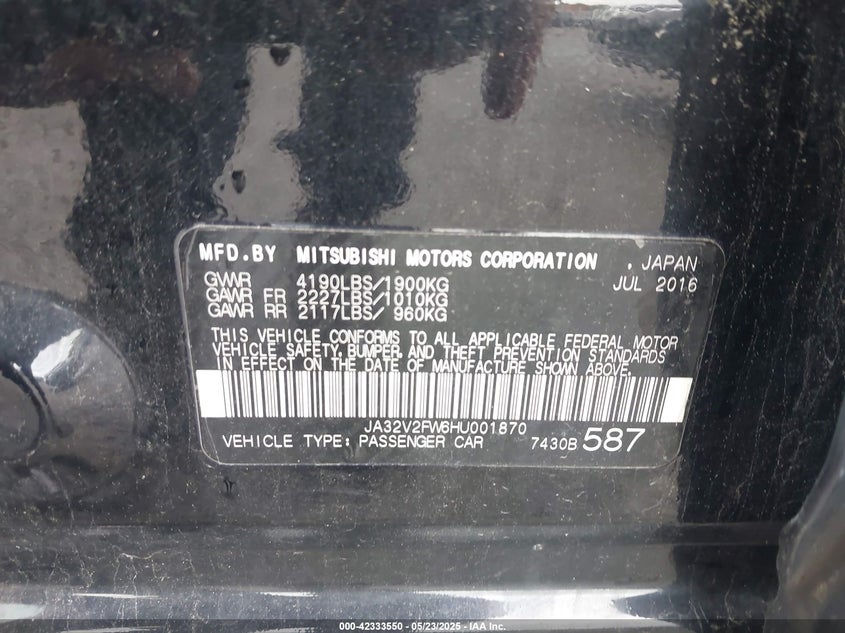 MFD.BY MITSUBISHI MOTORS CORPORATION , JAPAN
GVWR 4190LBS/1900KG JUL 2016
GAWR FR 2227LBS/1010KG
GAWR RR 2117LBS/ 960KG
THIS VEHICLE CONFORMS TO ALL APPLICABLE FEDERAL MOTOR
VEHICLE SAFETY, BUMPER, AND THEFT PREVENTION STANDARDS
IN EFFECT ON THE DATE OF MANUFACTURE SHOWN ABOVE.
JA32V2FW6HU001870
VEHICLE TYPE: PASSENGER CAR 7430B 587
000-42333550 - 05/23/2025 - IAA Inc.